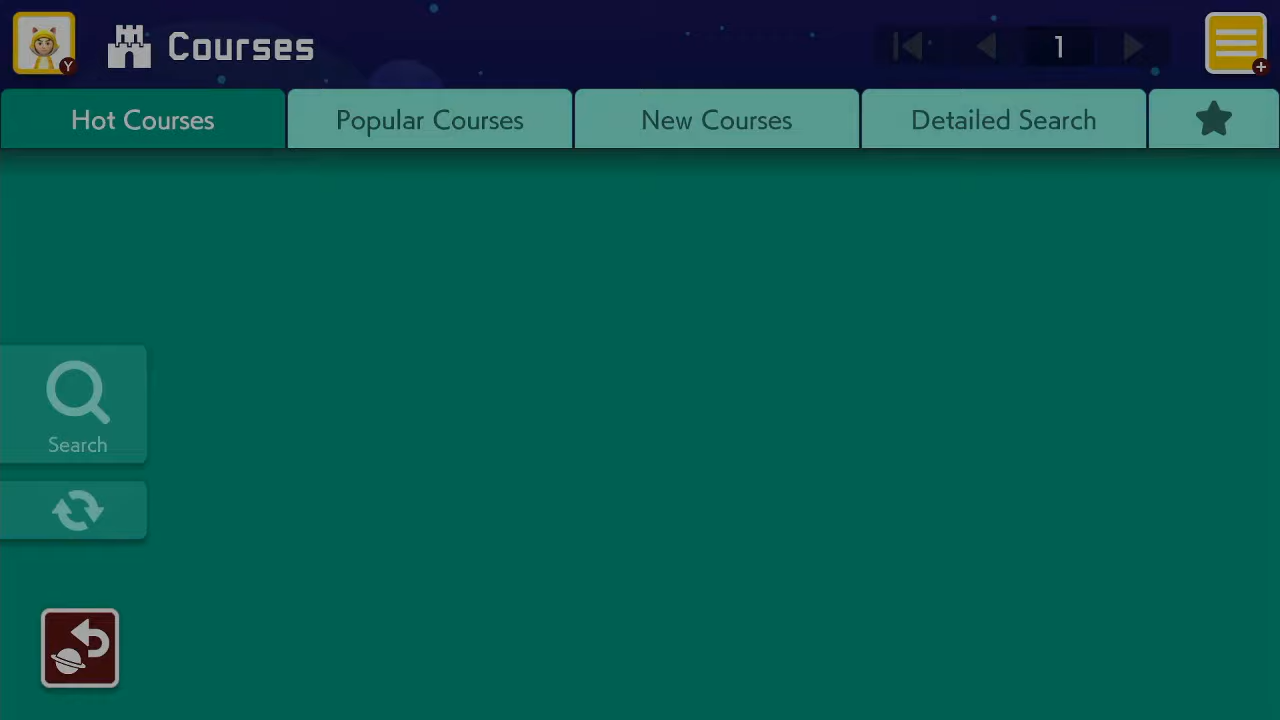 Courses
1
Y
+
Hot Courses
Popular Courses
New Courses
Detailed Search
Search